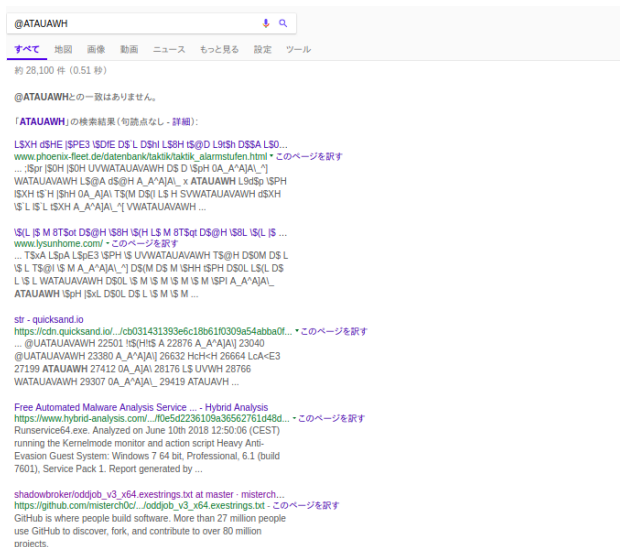 @ATAUAWH
すべて 地図 画像 動画 ニュース もっと見る 設定 ツール
約 28,100 件 (0.51 秒)
@ATAUAWHとの一致はありません。
「ATAUAWH」の検索結果（句読点なし - 詳細）:
L$XH d$HE |$PE3 \$DfE D$`L D$hI L$8H t$@D L9t$h D$$A L$0...
www.phoenix-fleet.de/datenbank/taktik/taktik_alarmstufen.html ▾ このページを訳す
... ;I$pr |$0H |$0H UVWATAUAVAWH D$ D \$pH 0A_A^A]A\_^]
WATAUAVAWH L$@A d$@H A_A^A]A\_ x ATAUAWH L9d$p \$PH
l$XH t$`H |$hH 0A_A]A\ T$(M D$(I L$ H SVWATAUAVAWH d$XH
\$`L l$`L t$XH A_A^A]A\_^[ VWATAUAVAWH ...
\$(L |$ M 8T$ot D$@H \$8H \$(H L$ M 8T$qt D$@H \$8L \$(L |$ ...
www.lysunhome.com/ ▾ このページを訳す
... T$xA L$pA L$pE3 \$PH \$ UVWATAUAVAWH T$@H D$0M D$ L
\$ L T$@I \$ M A_A^A]A\_^] D$(M D$ M \$HH t$PH D$0L L$(L D$
L \$ L WATAUAVAWH D$0L \$ M \$ M \$ M \$ M \$PI A_A^A]A\_
ATAUAWH \$pH |$xL D$0L D$ L \$ M \$ M ...
str - quicksand.io
https://cdn.quicksand.io/.../cb031431393e6c18b61f0309a54abba0f... ▾ このページを訳す
... @UATAUAVAWH 22501 !t$(H!t$ A 22876 A_A^A]A\] 23040
@UATAUAVAWH 23380 A_A^A]A\] 26632 HcH<H 26664 LcA<E3
27199 ATAUAWH 27412 0A_A]A\ 28176 L$ UVWH 28766
WATAUAVAWH 29307 0A_A^A]A\_ 29419 ATAUAVH ...
Free Automated Malware Analysis Service ... - Hybrid Analysis
https://www.hybrid-analysis.com/.../f0e5d2236109a36562761d48d... ▾ このページを訳す
Runservice64.exe. Analyzed on June 10th 2018 12:50:06 (CEST)
running the Kernelmode monitor and action script Heavy Anti-
Evasion Guest System: Windows 7 64 bit, Professional, 6.1 (build
7601), Service Pack 1. Report generated by ...
shadowbroker/oddjob_v3_x64.exestrings.txt at master · misterch...
https://github.com/misterch0c/.../oddjob_v3_x64.exestrings.txt - このページを訳す
GitHub is where people build software. More than 27 million people
use GitHub to discover, fork, and contribute to over 80 million
projects.